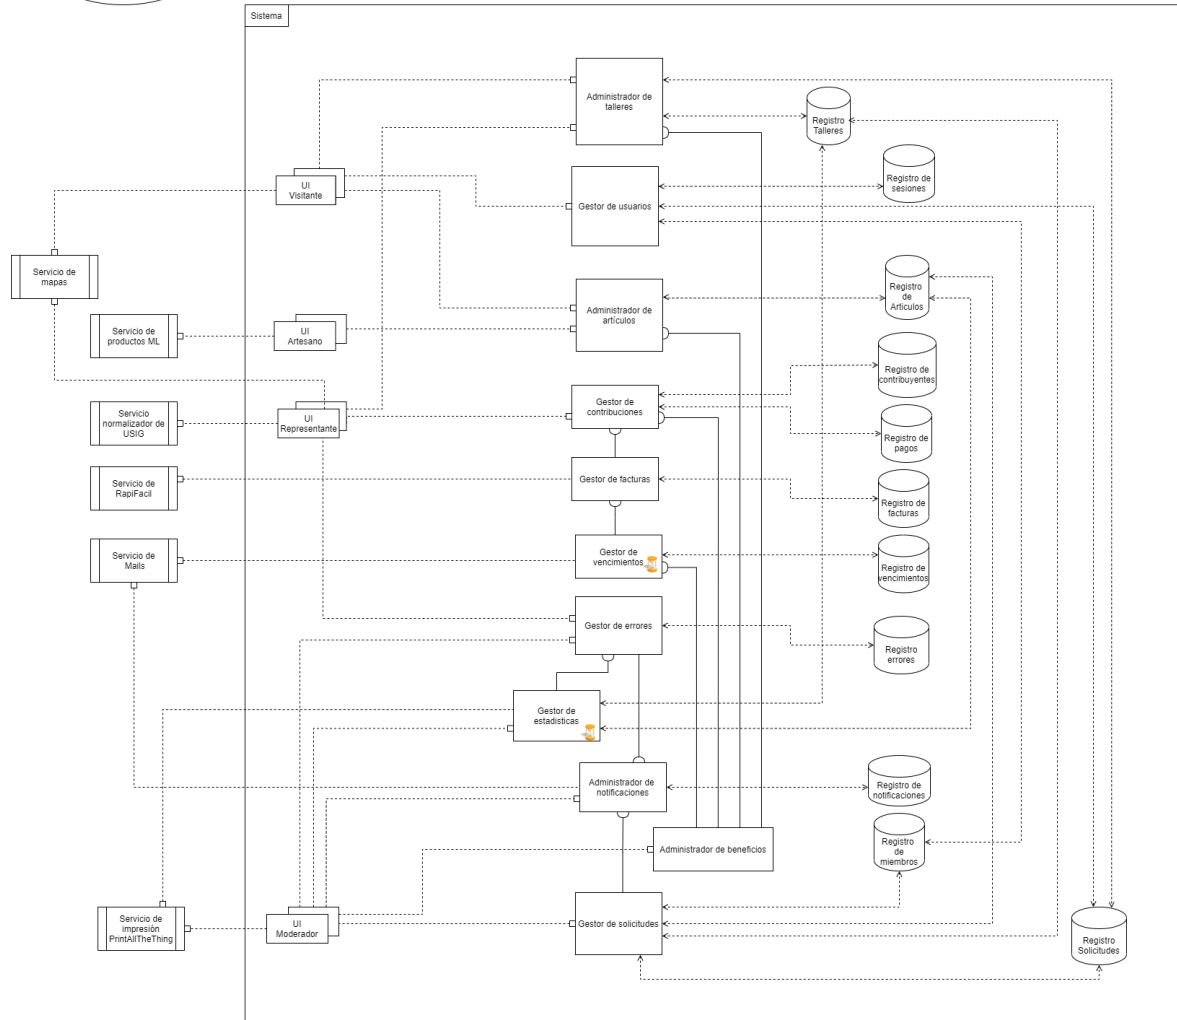 Sistema
Administrador de
talleres
Registro
Talleres
Registro de
sesiones
UI
Visitante
Gestor de usuarios
Servicio de
mapas
Registro
de
Articulos
Administrador de
artículos
Servicio de
productos ML
UI
Artesano
Registro de
contribuyentes
Gestor de
contribuciones
Servicio
normalizador de
USIG
UI
Representante
Registro de
pagos
Servicio de
RapiFacil
Gestor de facturas
Registro de
facturas
Servicio de
Mails
Gestor de
vencimientos
Registro de
vencimientos
Gestor de errores
Registro
errores
Gestor de
estadisticas
Administrador de
notificaciones
Registro de
notificaciones
Administrador de beneficios
Registro
de
miembros
Servicio de
impresión
PrintAllTheThing
UI
Moderador
Gestor de solicitudes
Registro
Solicitudes